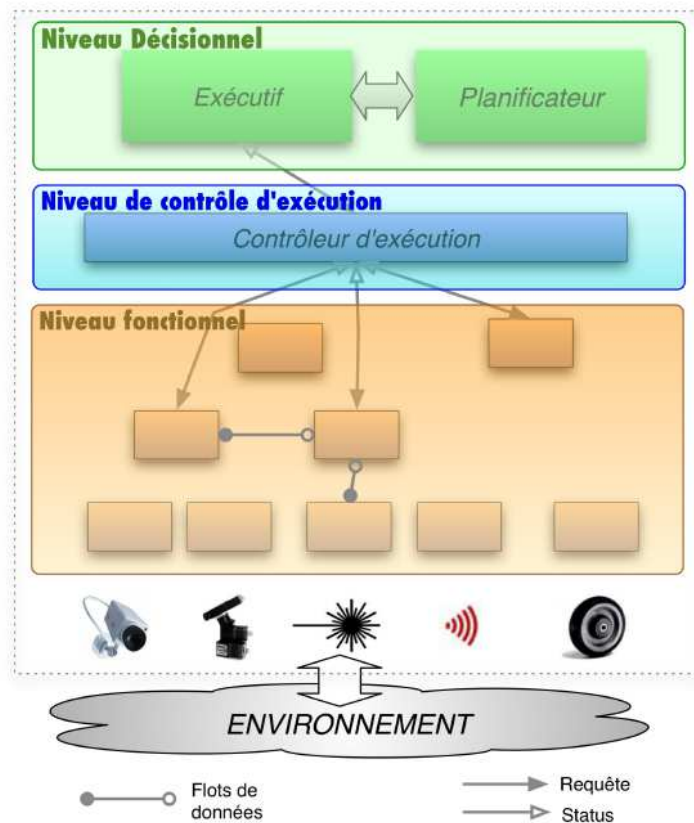 Niveau Décisionnel
Exécutif
Planificateur
Niveau de contrôle d'exécution
Contrôleur d'exécution
Niveau fonctionnel
ENVIRONNEMENT
Flots de
données
Requête
Status